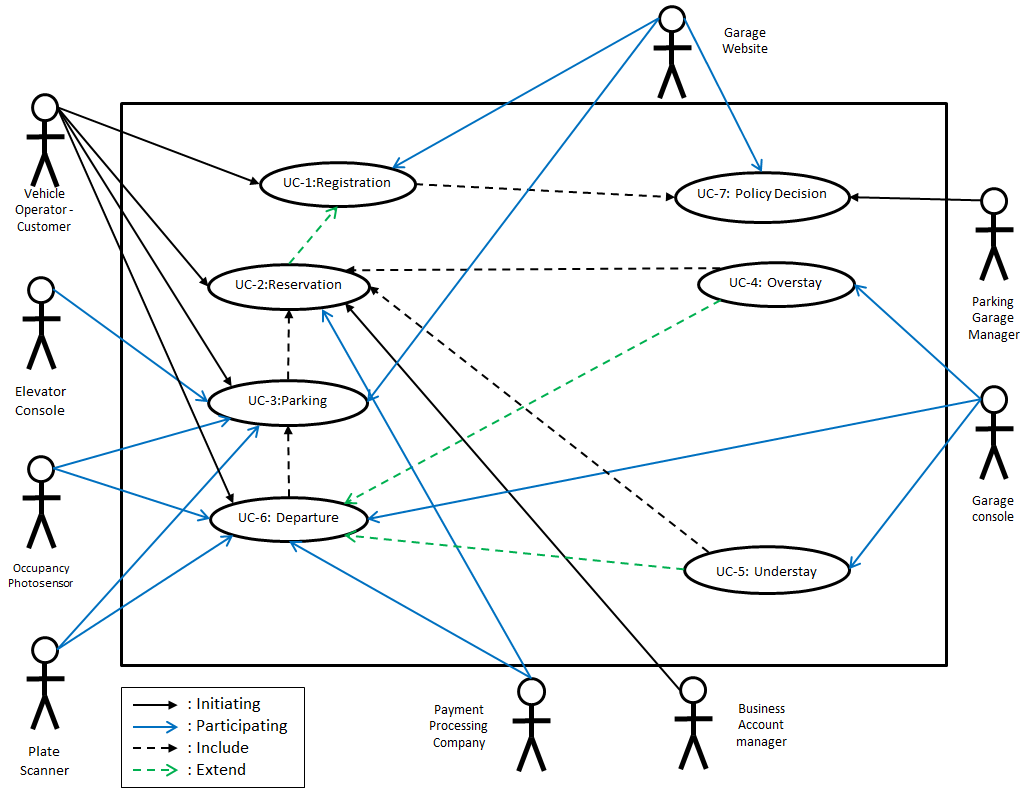 Garage
Website
Vehicle
Operator -
Customer
UC-1:Registration
UC-7: Policy Decision
UC-2:Reservation
UC-4: Overstay
Parking
Garage
Manager
Elevator
Console
UC-3:Parking
Garage
console
UC-6: Departure
Occupancy
Photosensor
UC-5: Understay
Plate
Scanner
Payment
Processing
Company
Business
Account
manager
: Initiating
: Participating
: Include
: Extend